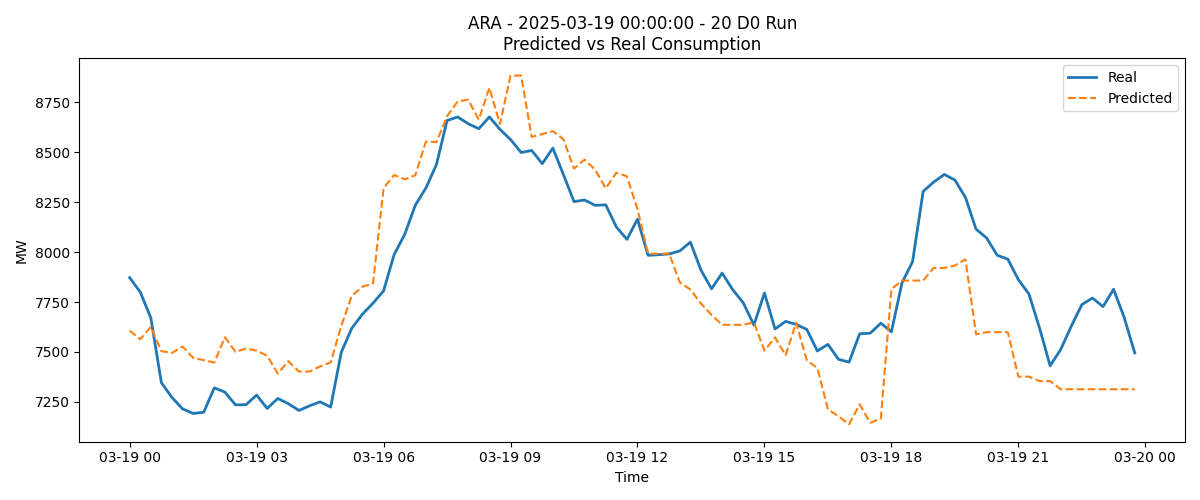 ARA - 2025-03-19 00:00:00 - 20 D0 Run
Predicted vs Real Consumption
Real
Predicted
MW
8750
8500
8250
8000
7750
7500
7250
03-19 00
03-19 03
03-19 06
03-19 09
03-19 12
03-19 15
03-19 18
03-19 21
03-20 00
Time